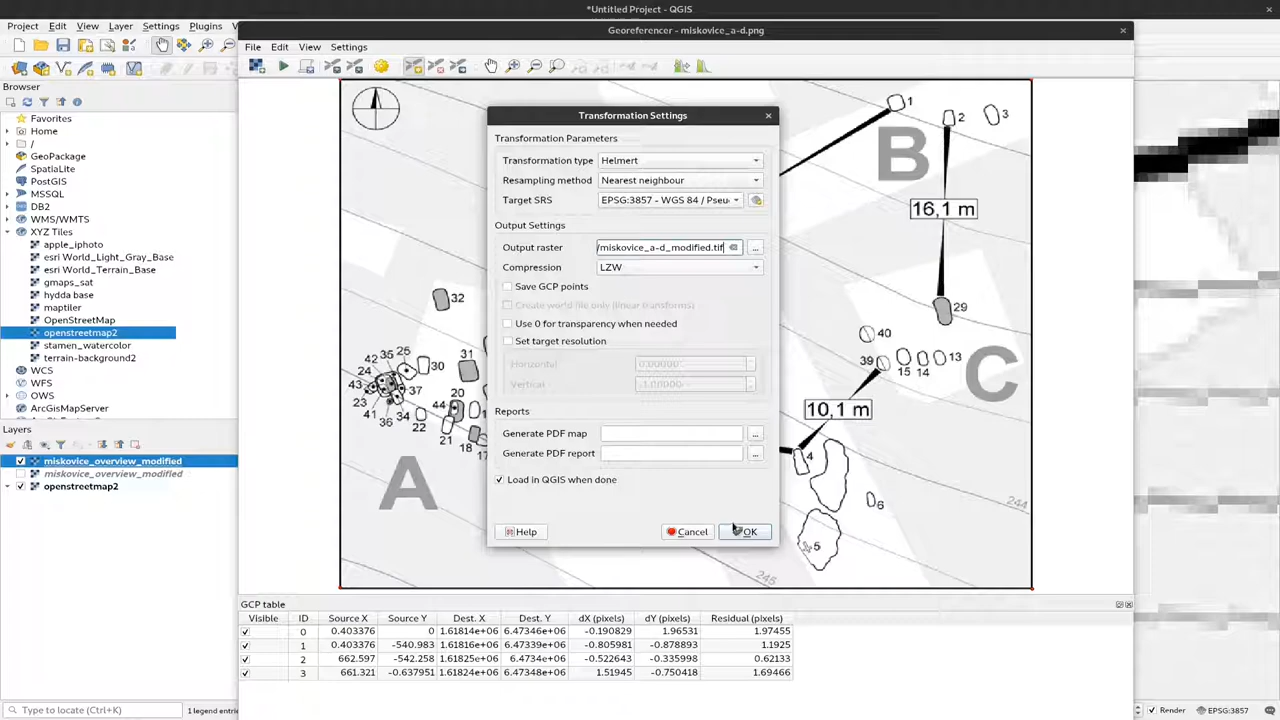 *Untitled Project - QGIS
Project Edit View Layer Settings Plugins
Georeferencer - miskovice_a-d.png
File Edit View Settings
Browser
Favorites
Home
/
GeoPackage
SpatiaLite
PostGIS
MSSQL
DB2
WMS/WMTS
XYZ Tiles
apple_iphoto
esri World_Light_Gray_Base
esri World_Terrain_Base
gmaps_sat
hydda base
maptiler
OpenStreetMap
openstreetmap2
stamen_watercolor
terrain-background2
WCS
WFS
OWS
ArcGisMapServer
Layers
miskovice_overview_modified
miskovice_overview_modified
openstreetmap2
Transformation Settings
Transformation Parameters
Transformation type Helmert
Resampling method Nearest neighbour
Target SRS EPSG:3857 - WGS 84 / Pseu
Output Settings
Output raster /miskovice_a-d_modified.tif ...
Compression LZW
Save GCP points
Create world file only (linear transforms)
Use 0 for transparency when needed
Set target resolution
Horizontal 0.00000
Vertical -1.00000
Reports
Generate PDF map ...
Generate PDF report ...
Load in QGIS when done
Help Cancel OK
1
2
3
B
16,1 m
32
29
40
42 35 25
30
31
39
15
14
13
24
43
37
20
C
23
41
36
34
22
44
21
18
10,1 m
4
A
6
5
244
245
GCP table
Visible ID Source X Source Y Dest. X Dest. Y dX (pixels) dY (pixels) Residual (pixels)
0 0.403376 0 1.61814e+06 6.47346e+06 -0.190829 1.96531 1.97455
1 0.403376 -540.983 1.61816e+06 6.47339e+06 -0.805981 -0.878893 1.1925
2 662.597 -542.258 1.61825e+06 6.4734e+06 -0.522643 -0.335998 0.62133
3 661.321 -0.637951 1.61824e+06 6.47348e+06 1.51945 -0.750418 1.69466
Type to locate (Ctrl+K) 1 legend entri
Render EPSG:3857